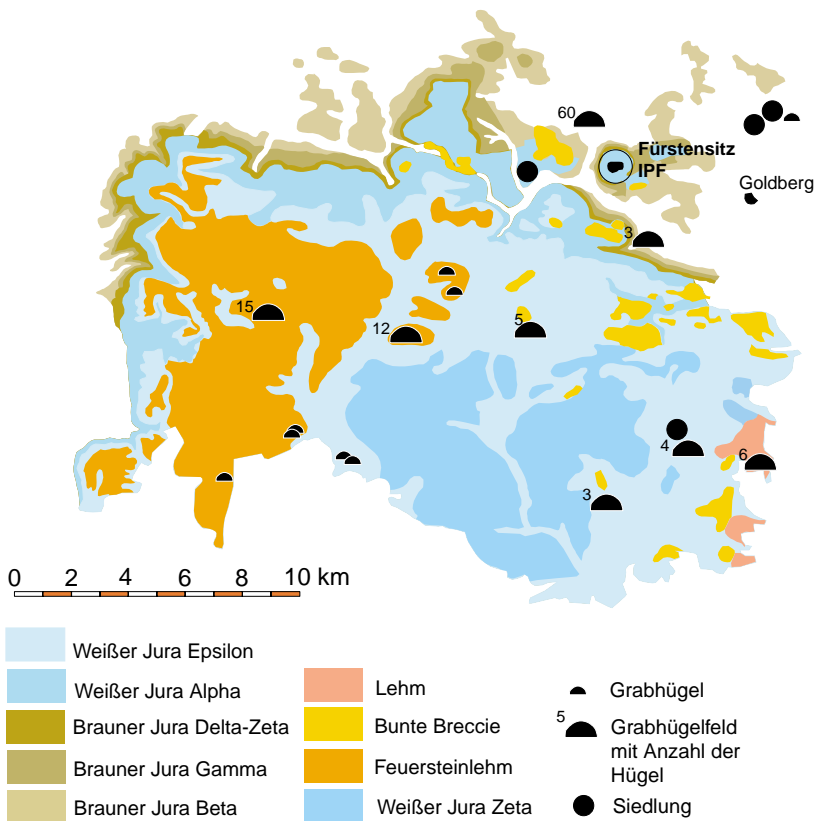 60
Fürstensitz
IPF
Goldberg
3
15
12
5
4
6
3
0 2 4 6 8 10 km
Weißer Jura Epsilon
Weißer Jura Alpha
Brauner Jura Delta-Zeta
Brauner Jura Gamma
Brauner Jura Beta
Lehm
Bunte Breccie
Feuersteinlehm
Weißer Jura Zeta
Grabhügel
5
Grabhügelfeld
mit Anzahl der
Hügel
Siedlung